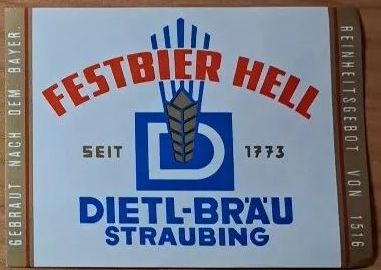 GEBRAUT NACH DEM BAYER.
FESTBIER HELL
SEIT D 1773
DIETL-BRÄU
STRAUBING
REINHEITSGEBOT VON 1516